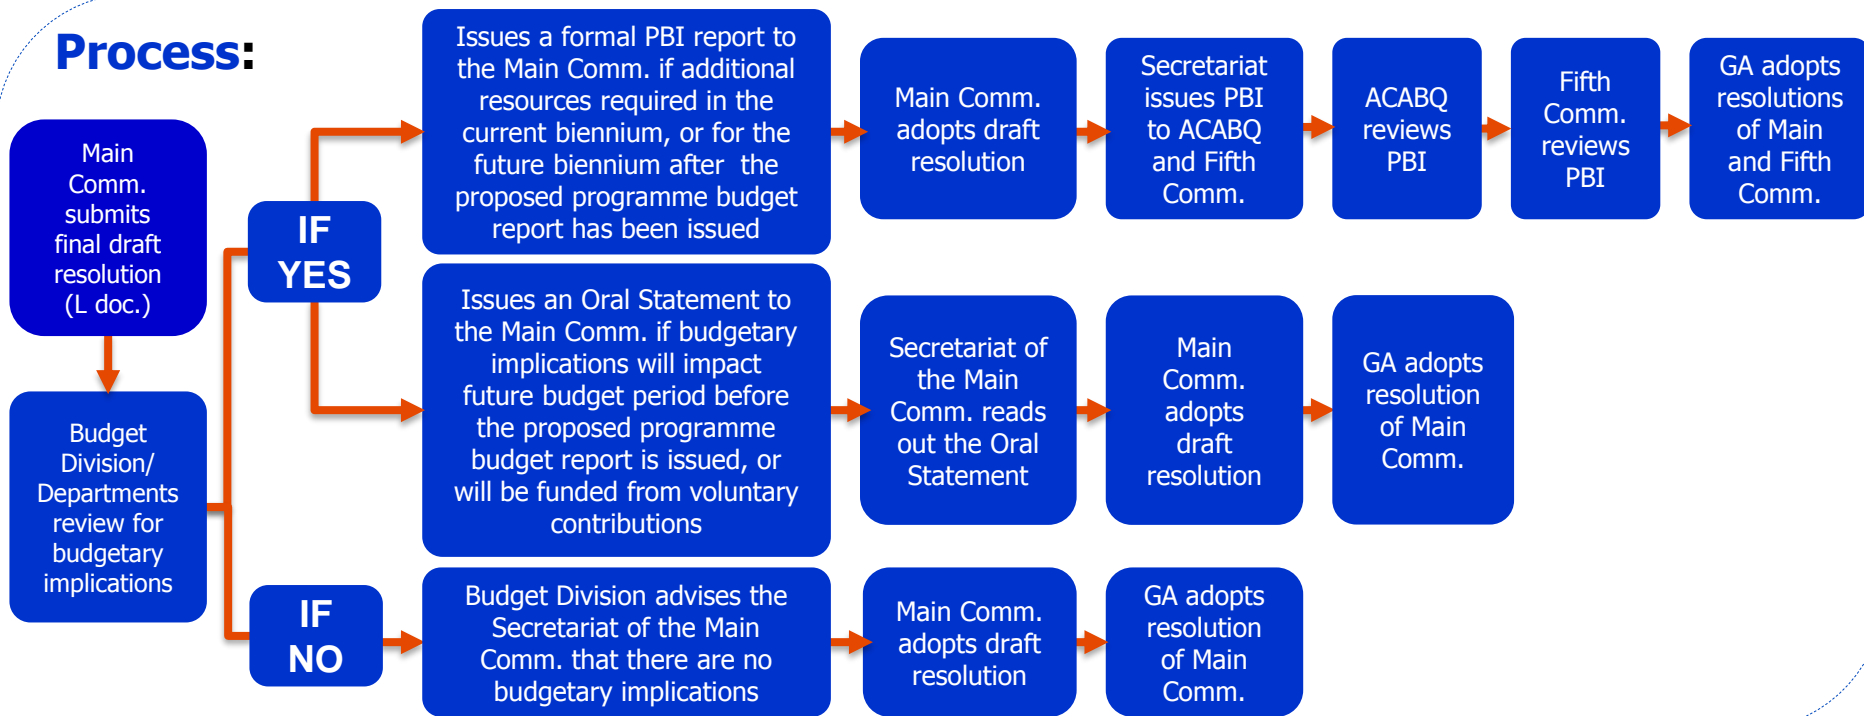 Process:
Main
Comm.
submits
final draft
resolution
(L doc.)
Budget
Division/
Departments
review for
budgetary
implications
IF
YES
Issues a formal PBI report to
the Main Comm. if additional
resources required in the
current biennium, or for the
future biennium after the
proposed programme budget
report has been issued
Main Comm.
adopts draft
resolution
Secretariat
issues PBI
to ACABQ
and Fifth
Comm.
ACABQ
reviews
PBI
Fifth
Comm.
reviews
PBI
GA adopts
resolutions
of Main
and Fifth
Comm.
Issues an Oral Statement to
the Main Comm. if budgetary
implications will impact
future budget period before
the proposed programme
budget report is issued, or
will be funded from voluntary
contributions
Secretariat of
the Main
Comm. reads
out the Oral
Statement
Main
Comm.
adopts
draft
resolution
GA adopts
resolution
of Main
Comm.
IF
NO
Budget Division advises the
Secretariat of the Main
Comm. that there are no
budgetary implications
Main Comm.
adopts draft
resolution
GA adopts
resolution
of Main
Comm.